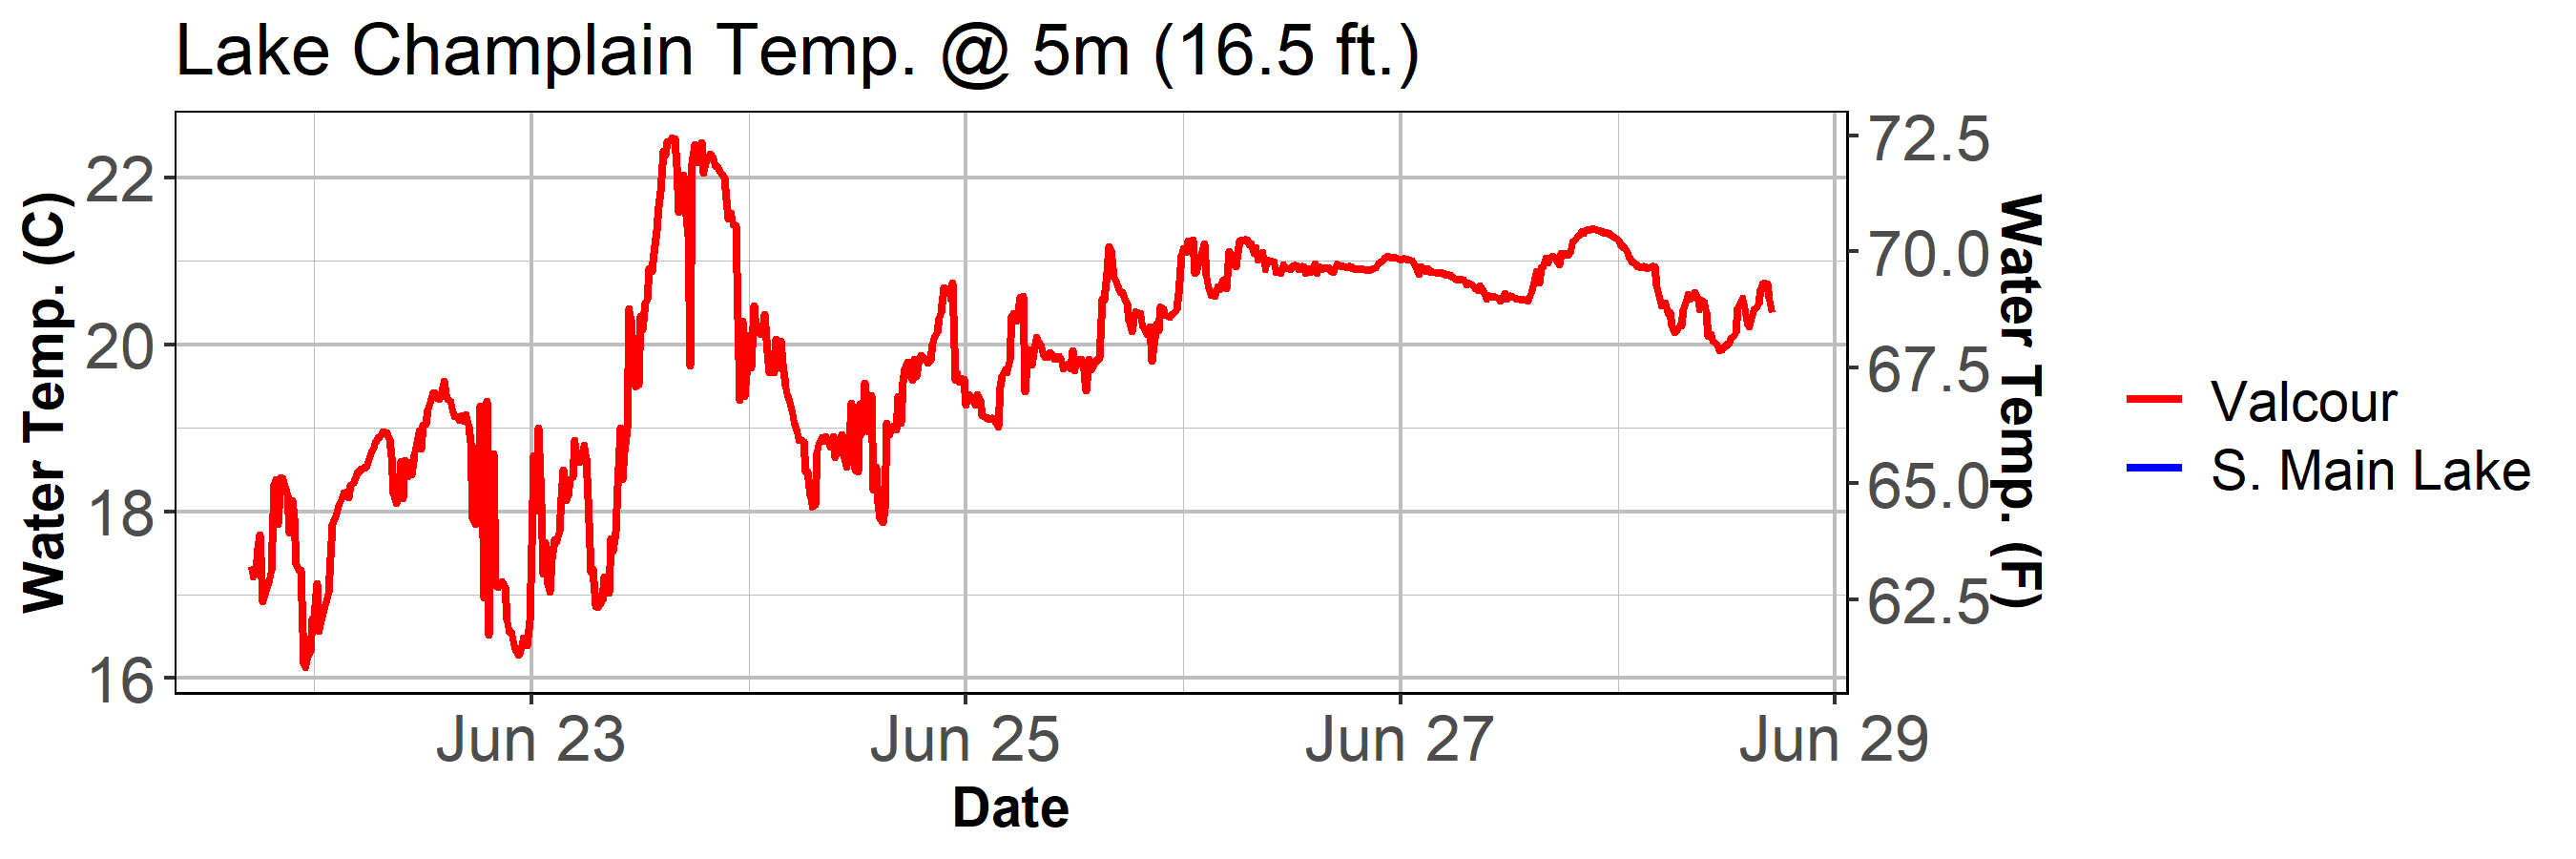 Lake Champlain Temp. @ 5m (16.5 ft.)
Water Temp. (C)
22
20
18
16
72.5
70.0
67.5
65.0
62.5
Water Temp. (F)
Jun 23
Jun 25
Jun 27
Jun 29
Date
Valcour
S. Main Lake